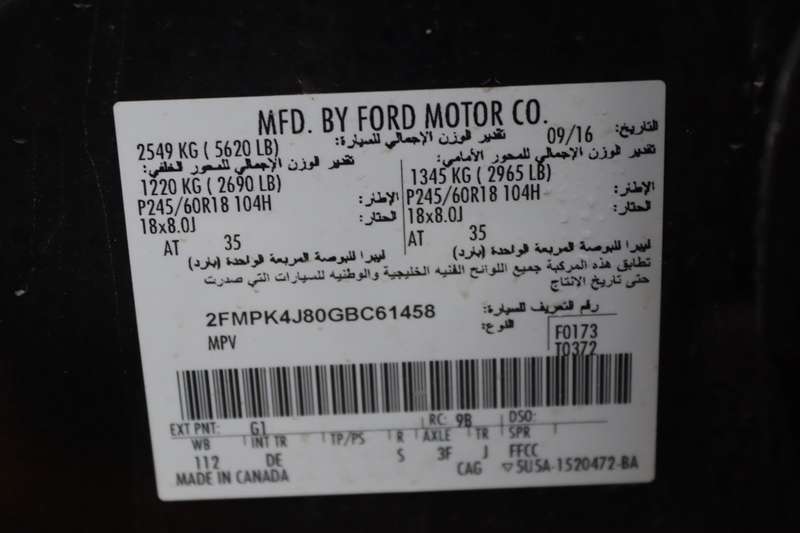 MFD. BY FORD MOTOR CO.
التاريخ: 09/16 تقدير الوزن الإجمالي للسيارة:
2549 KG ( 5620 LB)
تقدير الوزن الإجمالي للمحور الأمامي: تقدير الوزن الإجمالي للمحور الخلفي:
1220 KG ( 2690 LB) 1345 KG ( 2965 LB)
P245/60R18 104H الإطار: P245/60R18 104H الإطار:
18x8.0J الحتار: 18x8.0J الحتار:
AT 35 AT 35
ليبرا للبوصة المربعة الواحدة (بارد) ليبرا للبوصة المربعة الواحدة (بارد)
تطابق هذه المركبة جميع اللوائح الفنيه الخليجية والوطنيه للسيارات التي صدرت
حتى تاريخ الانتاج
2FMPK4J80GBC61458 رقم التعريف للسيارة:
MPV النوع:
F0173
T0372
EXT PNT: G1 RC: 9B DSO:
WB INT TR TP/PS R AXLE TR SPR
112 DE S 3F J FFCC
MADE IN CANADA CAG ▽5U5A-1520472-BA